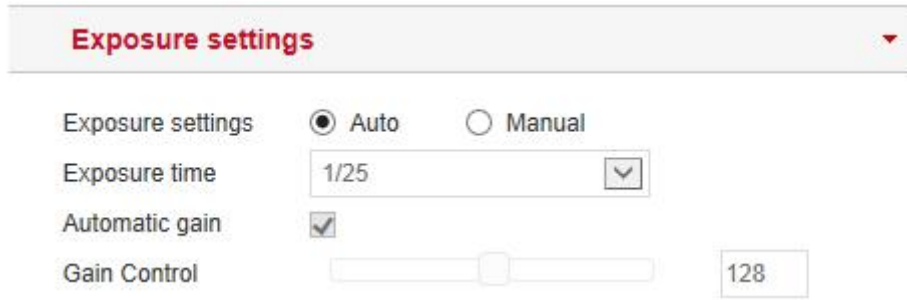 Exposure settings
Exposure settings Auto Manual
Exposure time 1/25
Automatic gain
Gain Control 128